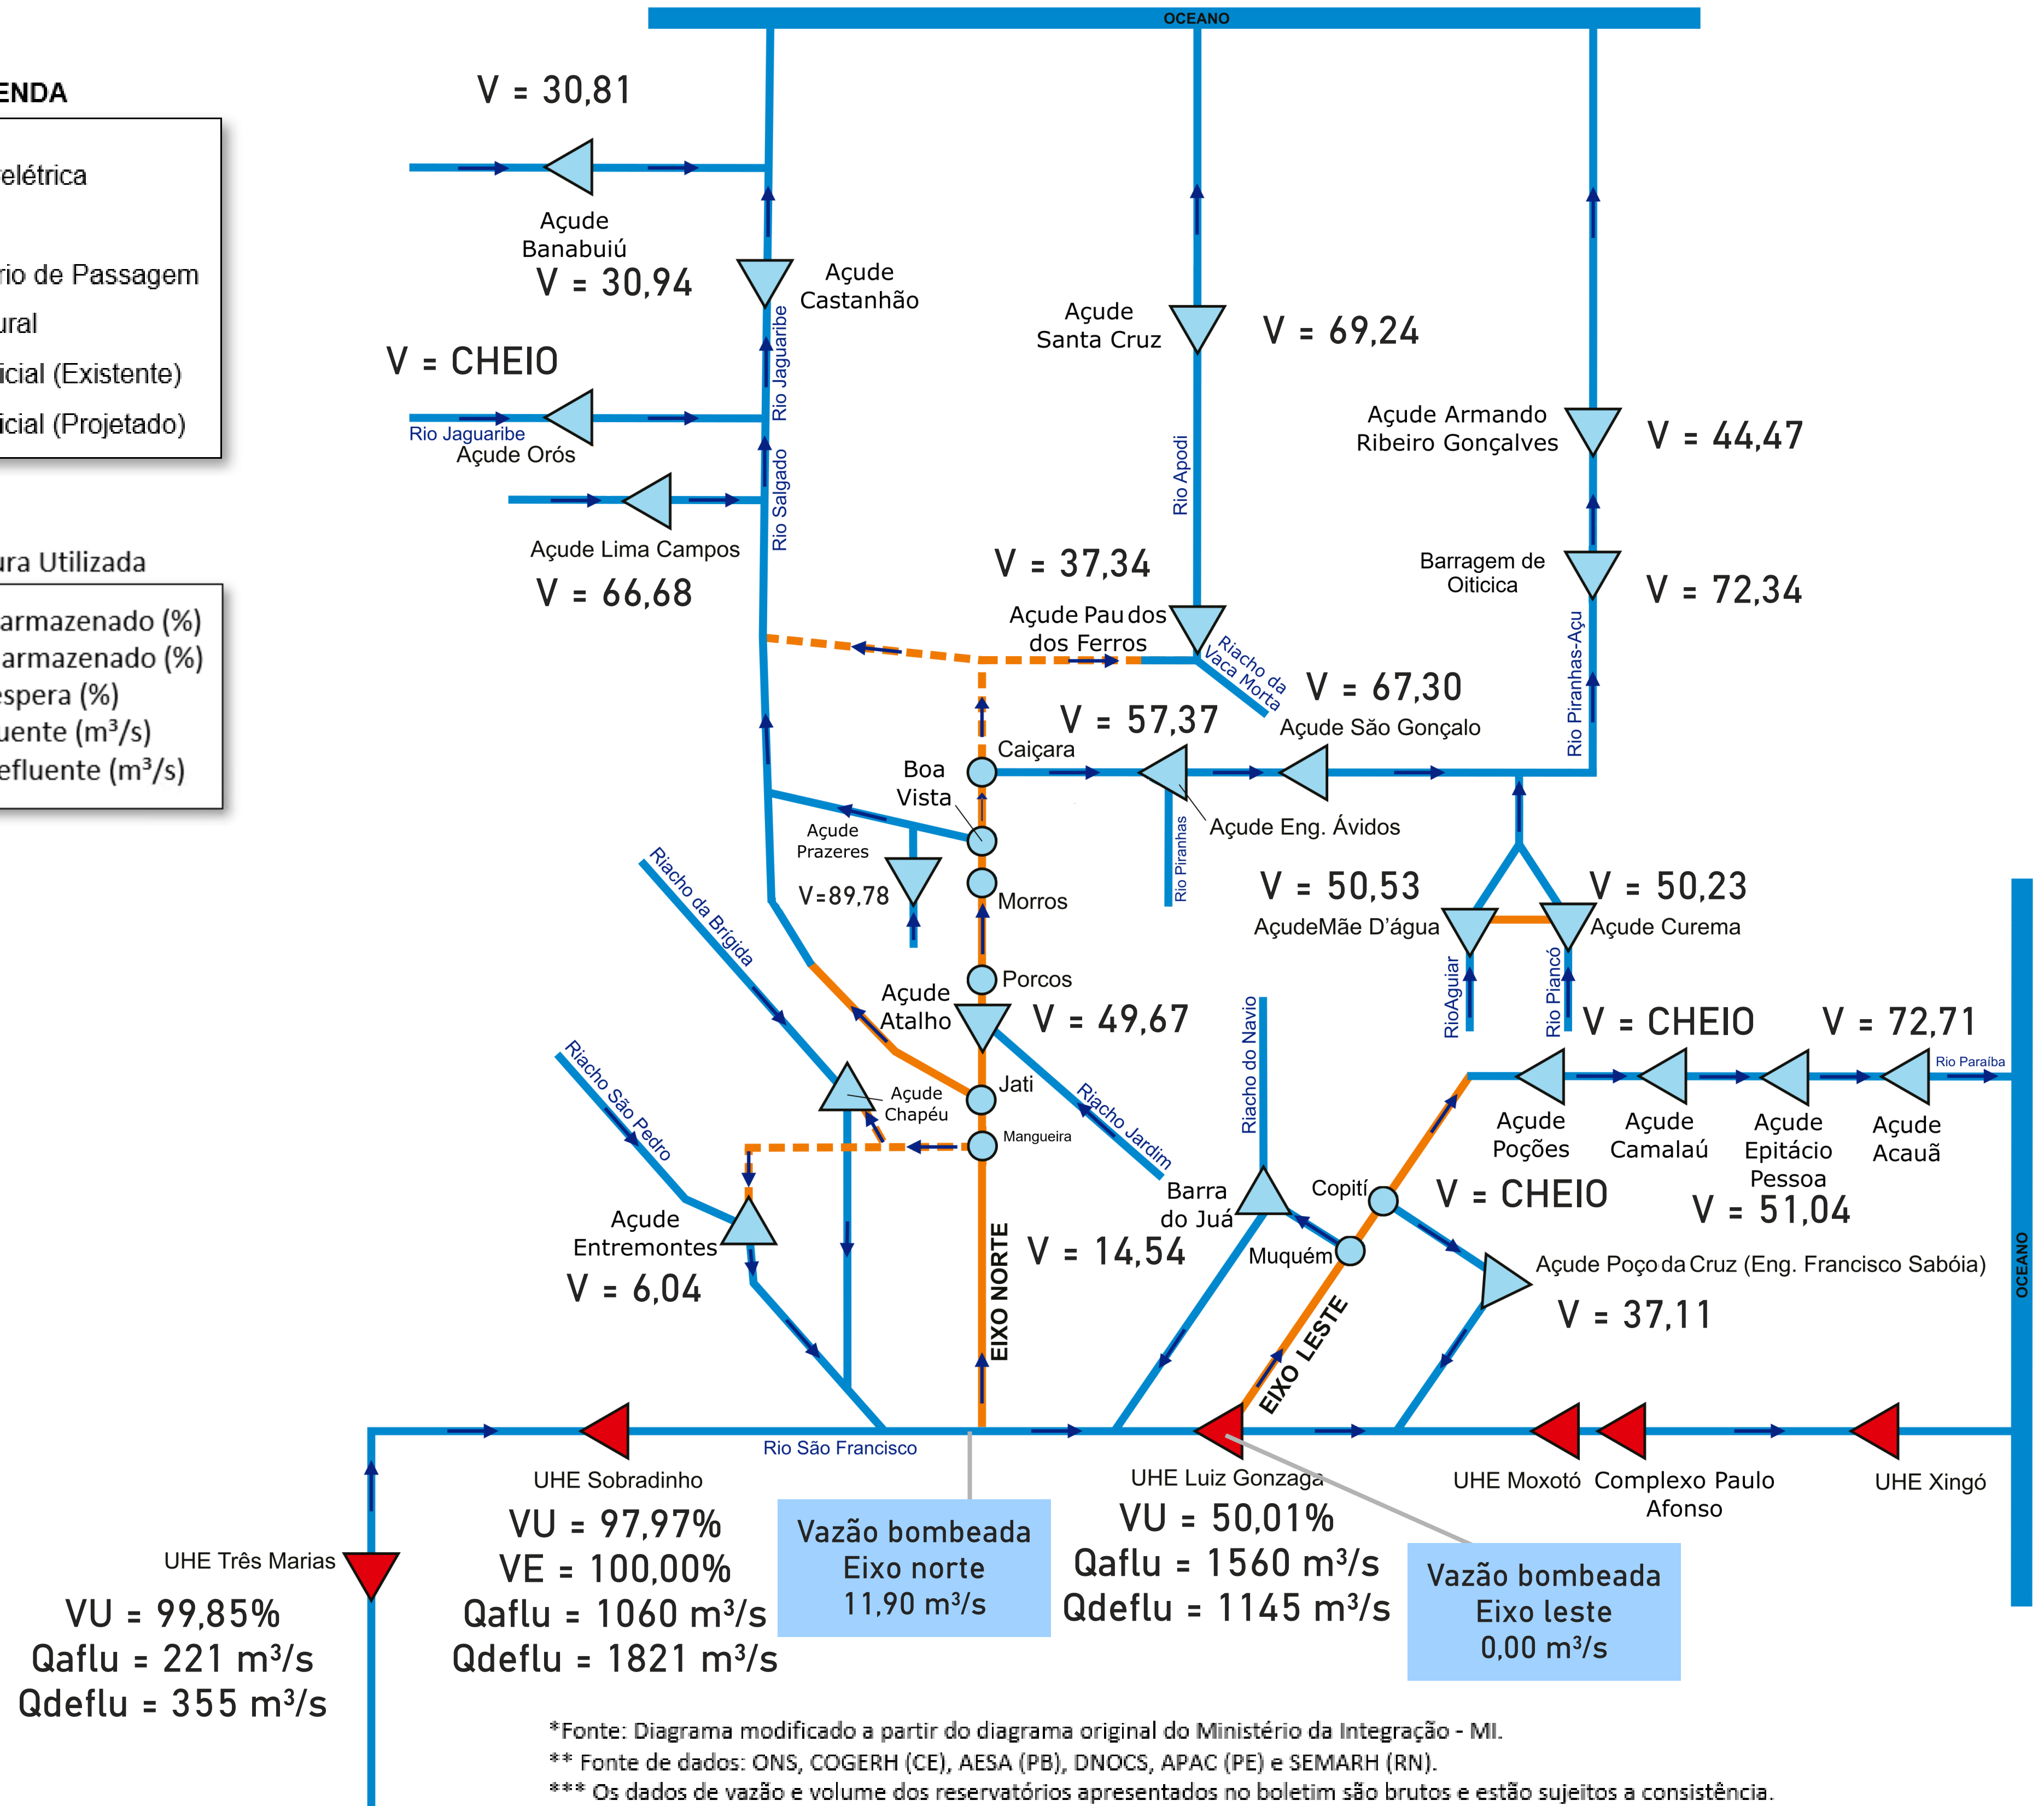 OCEANO
ENDA
elétrica
rio de Passagem
ural
icial (Existente)
icial (Projetado)
ura Utilizada
armazenado (%)
armazenado (%)
espera (%)
luente (m³/s)
efluente (m³/s)
V = 30,81
Açude
Banabuiú
V = 30,94
Açude
Castanhão
Rio Jaguaribe
V = CHEIO
Rio Jaguaribe
Açude Orós
Rio Salgado
Açude Lima Campos
V = 66,68
Açude
Santa Cruz
V = 69,24
Rio Apodi
V = 37,34
Açude Pau dos
dos Ferros
Riacho da
Vaca Morta
Açude Armando
Ribeiro Gonçalves
V = 44,47
Barragem de
Oiticica
V = 72,34
Rio Piranhas-Açu
V = 67,30
Açude São Gonçalo
V = 57,37
Caiçara
Boa
Vista
Açude Eng. Ávidos
Rio Piranhas
Açude
Prazeres
V=89,78
Morros
Porcos
Açude
Atalho
V = 49,67
Riacho da Brígida
Riacho São Pedro
Jati
Açude
Chapéu
Mangueira
Riacho Jardim
Açude
Entremontes
V = 6,04
EIXO NORTE
V = 50,53
AçudeMãe D'água
V = 50,23
Açude Curema
RioAguiar
Rio Piancó
V = CHEIO
V = 72,71
Rio Paraíba
Açude
Poções
Açude
Camalaú
Açude
Epitácio
Pessoa
Açude
Acauã
V = CHEIO
V = 51,04
Riacho do Navio
Barra
do Juá
V = 14,54
Copití
Muquém
Açude Poço da Cruz (Eng. Francisco Sabóia)
V = 37,11
EIXO LESTE
OCEANO
Rio São Francisco
UHE Sobradinho
VU = 97,97%
VE = 100,00%
Qaflu = 1060 m³/s
Qdeflu = 1821 m³/s
UHE Três Marias
VU = 99,85%
Qaflu = 221 m³/s
Qdeflu = 355 m³/s
Vazão bombeada
Eixo norte
11,90 m³/s
UHE Luiz Gonzaga
VU = 50,01%
Qaflu = 1560 m³/s
Qdeflu = 1145 m³/s
Vazão bombeada
Eixo leste
0,00 m³/s
UHE Moxotó
Complexo Paulo
Afonso
UHE Xingó
*Fonte: Diagrama modificado a partir do diagrama original do Ministério da Integração - MI.
** Fonte de dados: ONS, COGERH (CE), AESA (PB), DNOCS, APAC (PE) e SEMARH (RN).
*** Os dados de vazão e volume dos reservatórios apresentados no boletim são brutos e estão sujeitos a consistência.